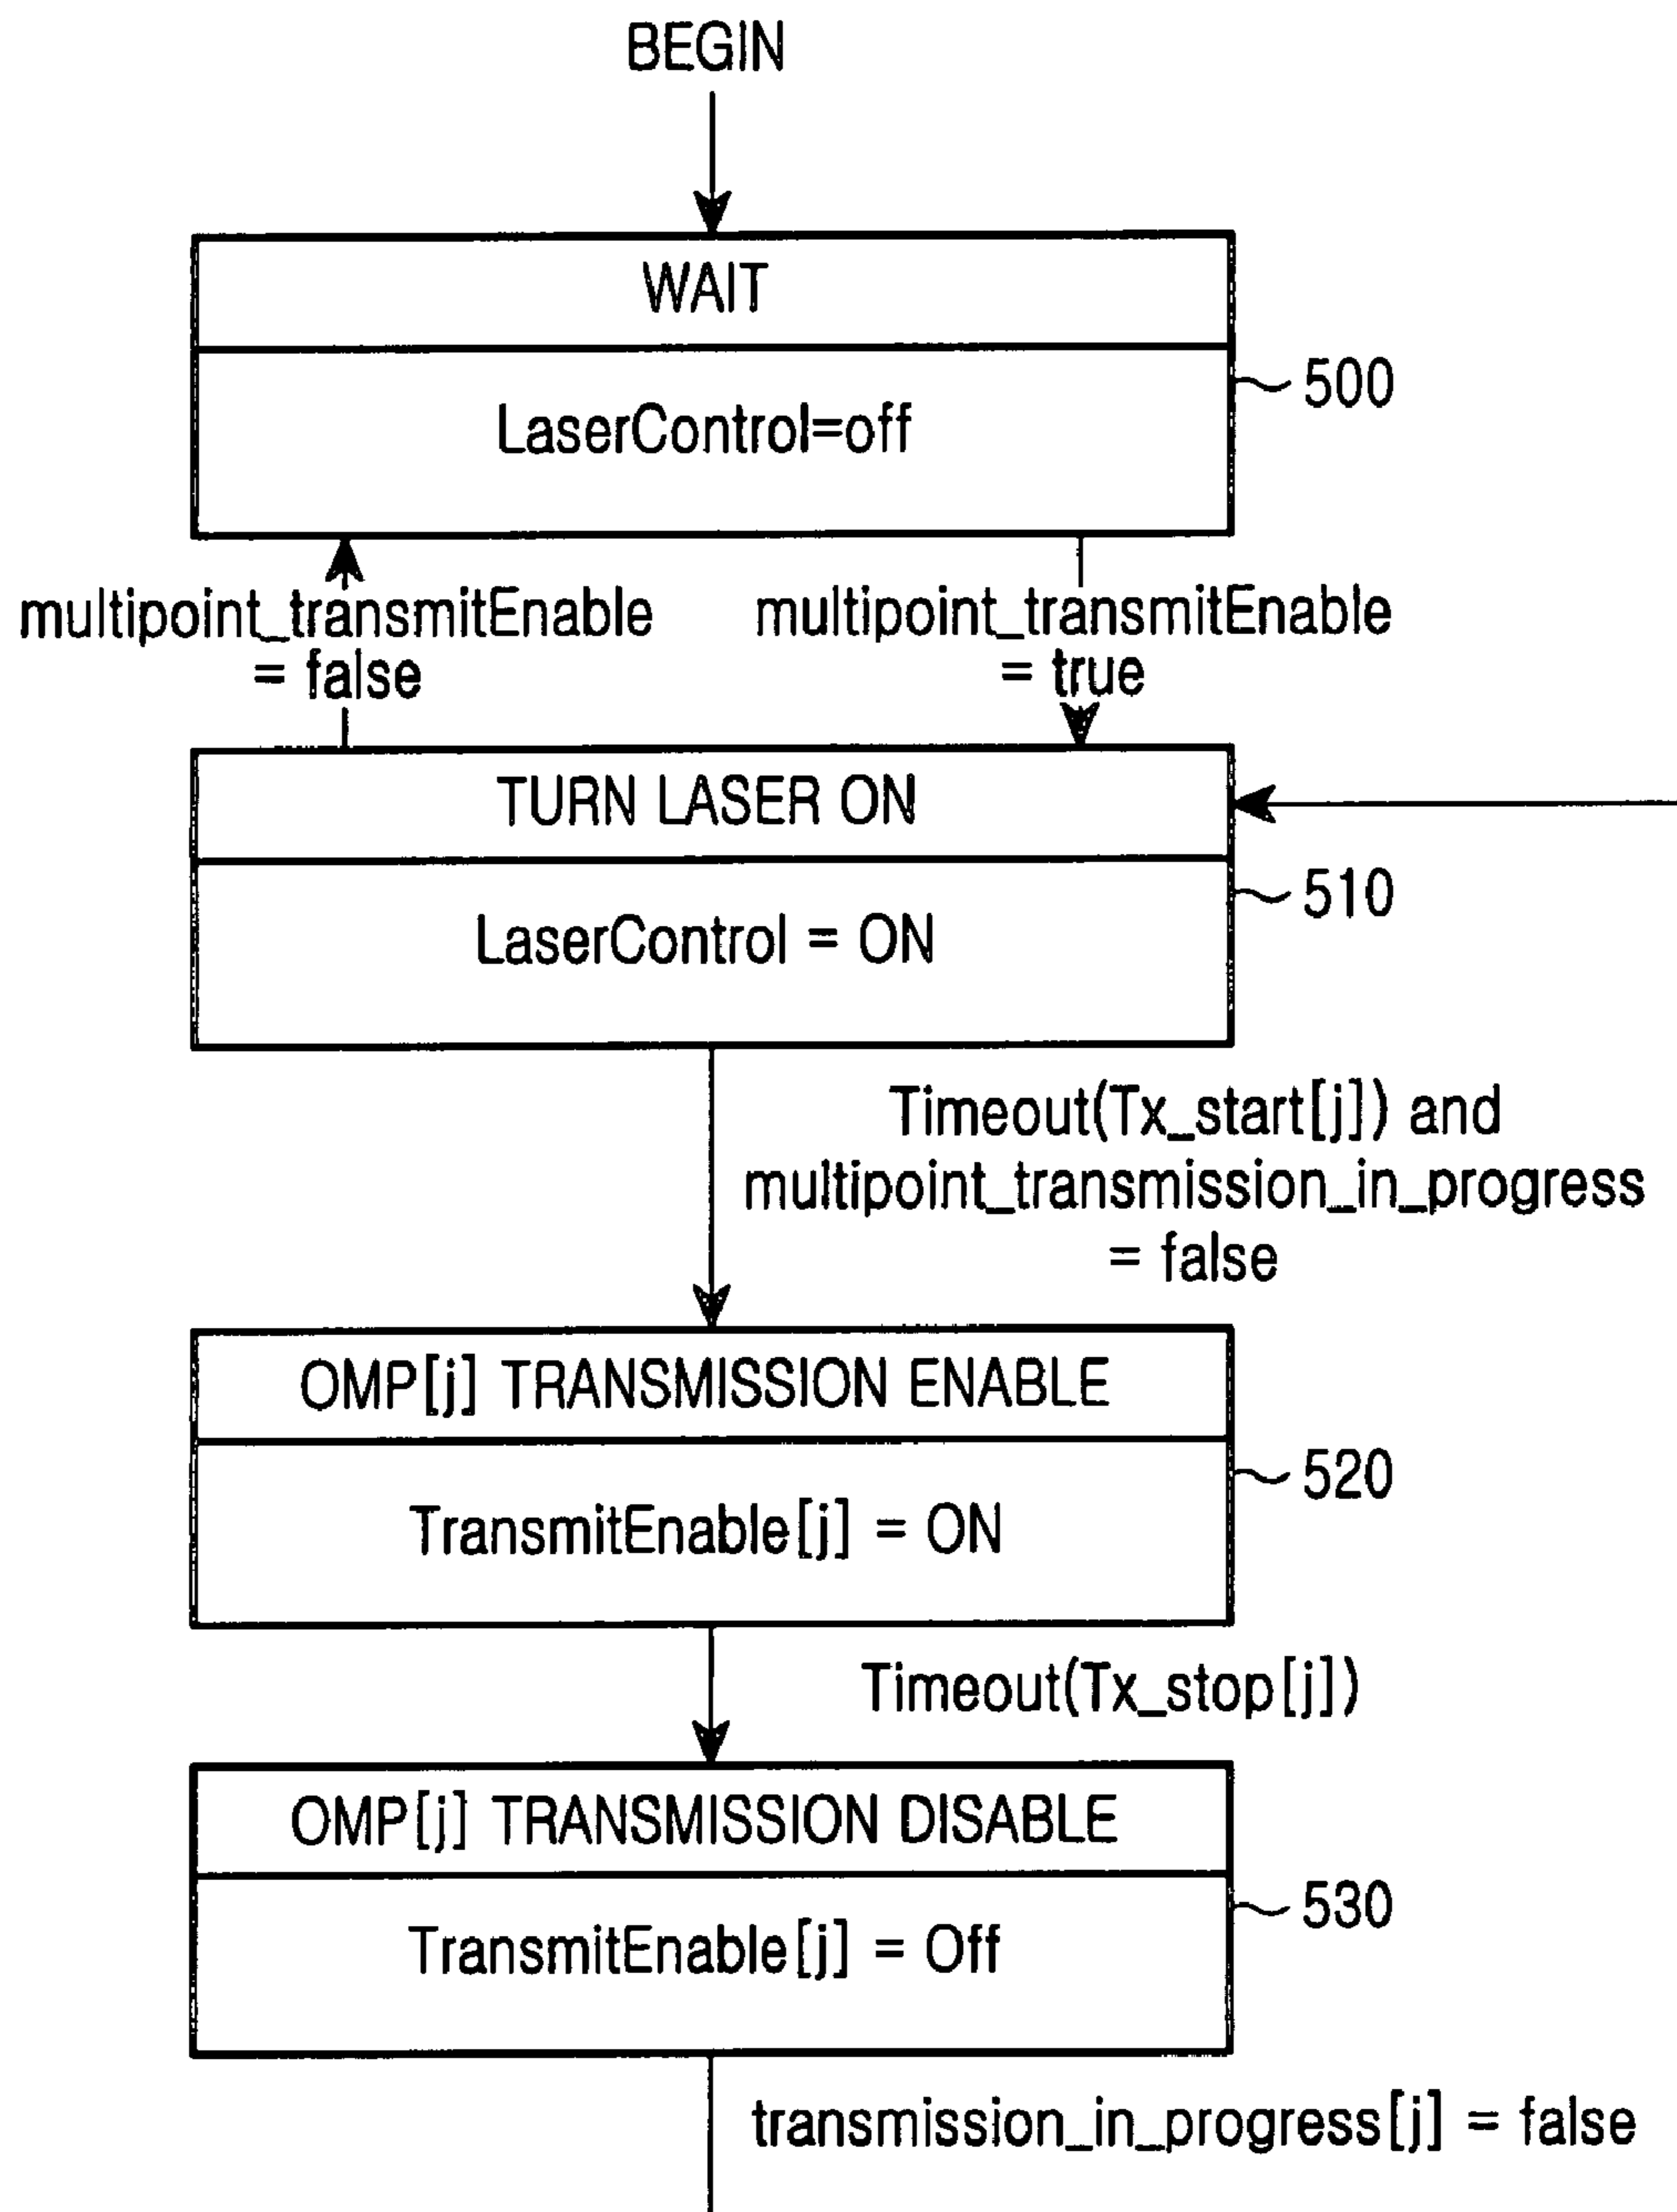 BEGIN
WAIT
LaserControl=off
500
multipoint_transmitEnable
= false
multipoint_transmitEnable
= true
TURN LASER ON
LaserControl = ON
510
Timeout(Tx_start[j]) and
multipoint_transmission_in_progress
= false
OMP[j] TRANSMISSION ENABLE
TransmitEnable[j] = ON
520
Timeout(Tx_stop[j])
OMP[j] TRANSMISSION DISABLE
TransmitEnable[j] = Off
530
transmission_in_progress[j] = false